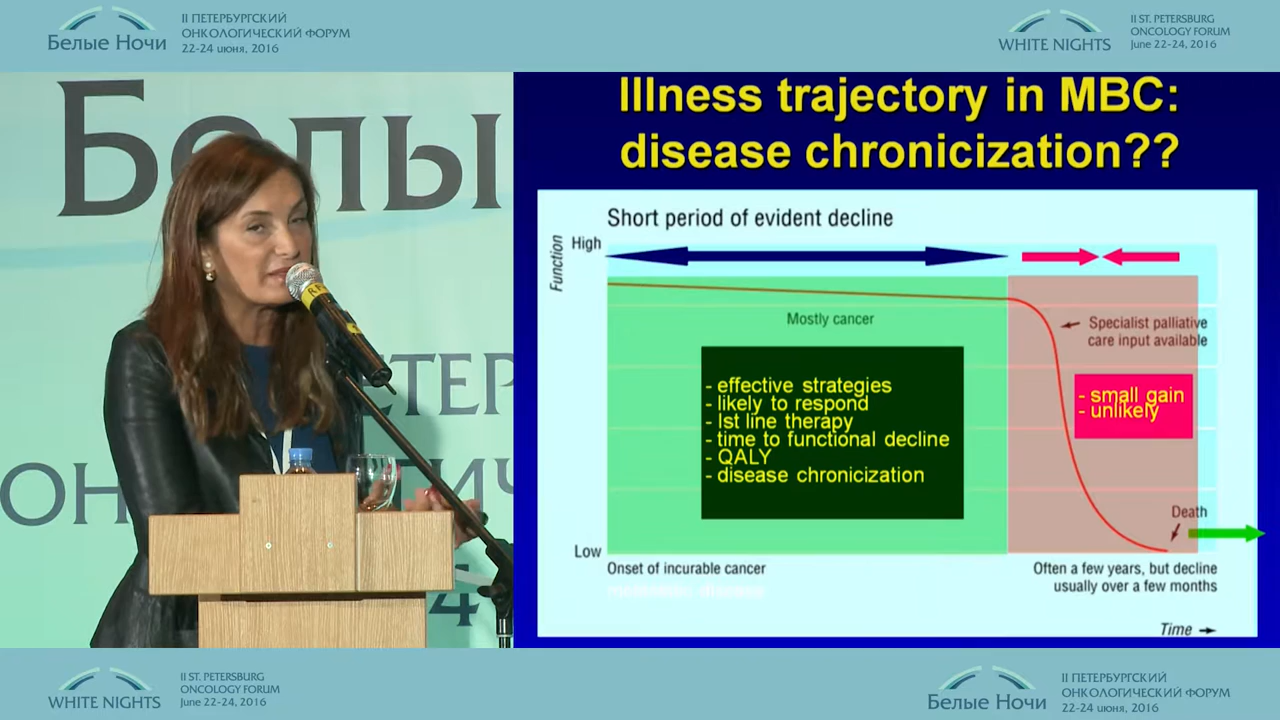 Белые Ночи
II ПЕТЕРБУРГСКИЙ
ОНКОЛОГИЧЕСКИЙ ФОРУМ
22-24 июня, 2016
WHITE NIGHTS
II ST. PETERSBURG
ONCOLOGY FORUM
June 22-24, 2016
Illness trajectory in MBC:
disease chronicization??
Short period of evident decline
High
Function
Mostly cancer
Specialist palliative
care input available
- effective strategies
- likely to respond
- Ist line therapy
- time to functional decline
- QALY
- disease chronicization
- small gain
- unlikely
Death
Low
Onset of incurable cancer
metastatic disease
Often a few years, but decline
usually over a few months
Time
WHITE NIGHTS
II ST. PETERSBURG
ONCOLOGY FORUM
June 22-24, 2016
Белые Ночи
II ПЕТЕРБУРГСКИЙ
ОНКОЛОГИЧЕСКИЙ ФОРУМ
22-24 июня, 2016